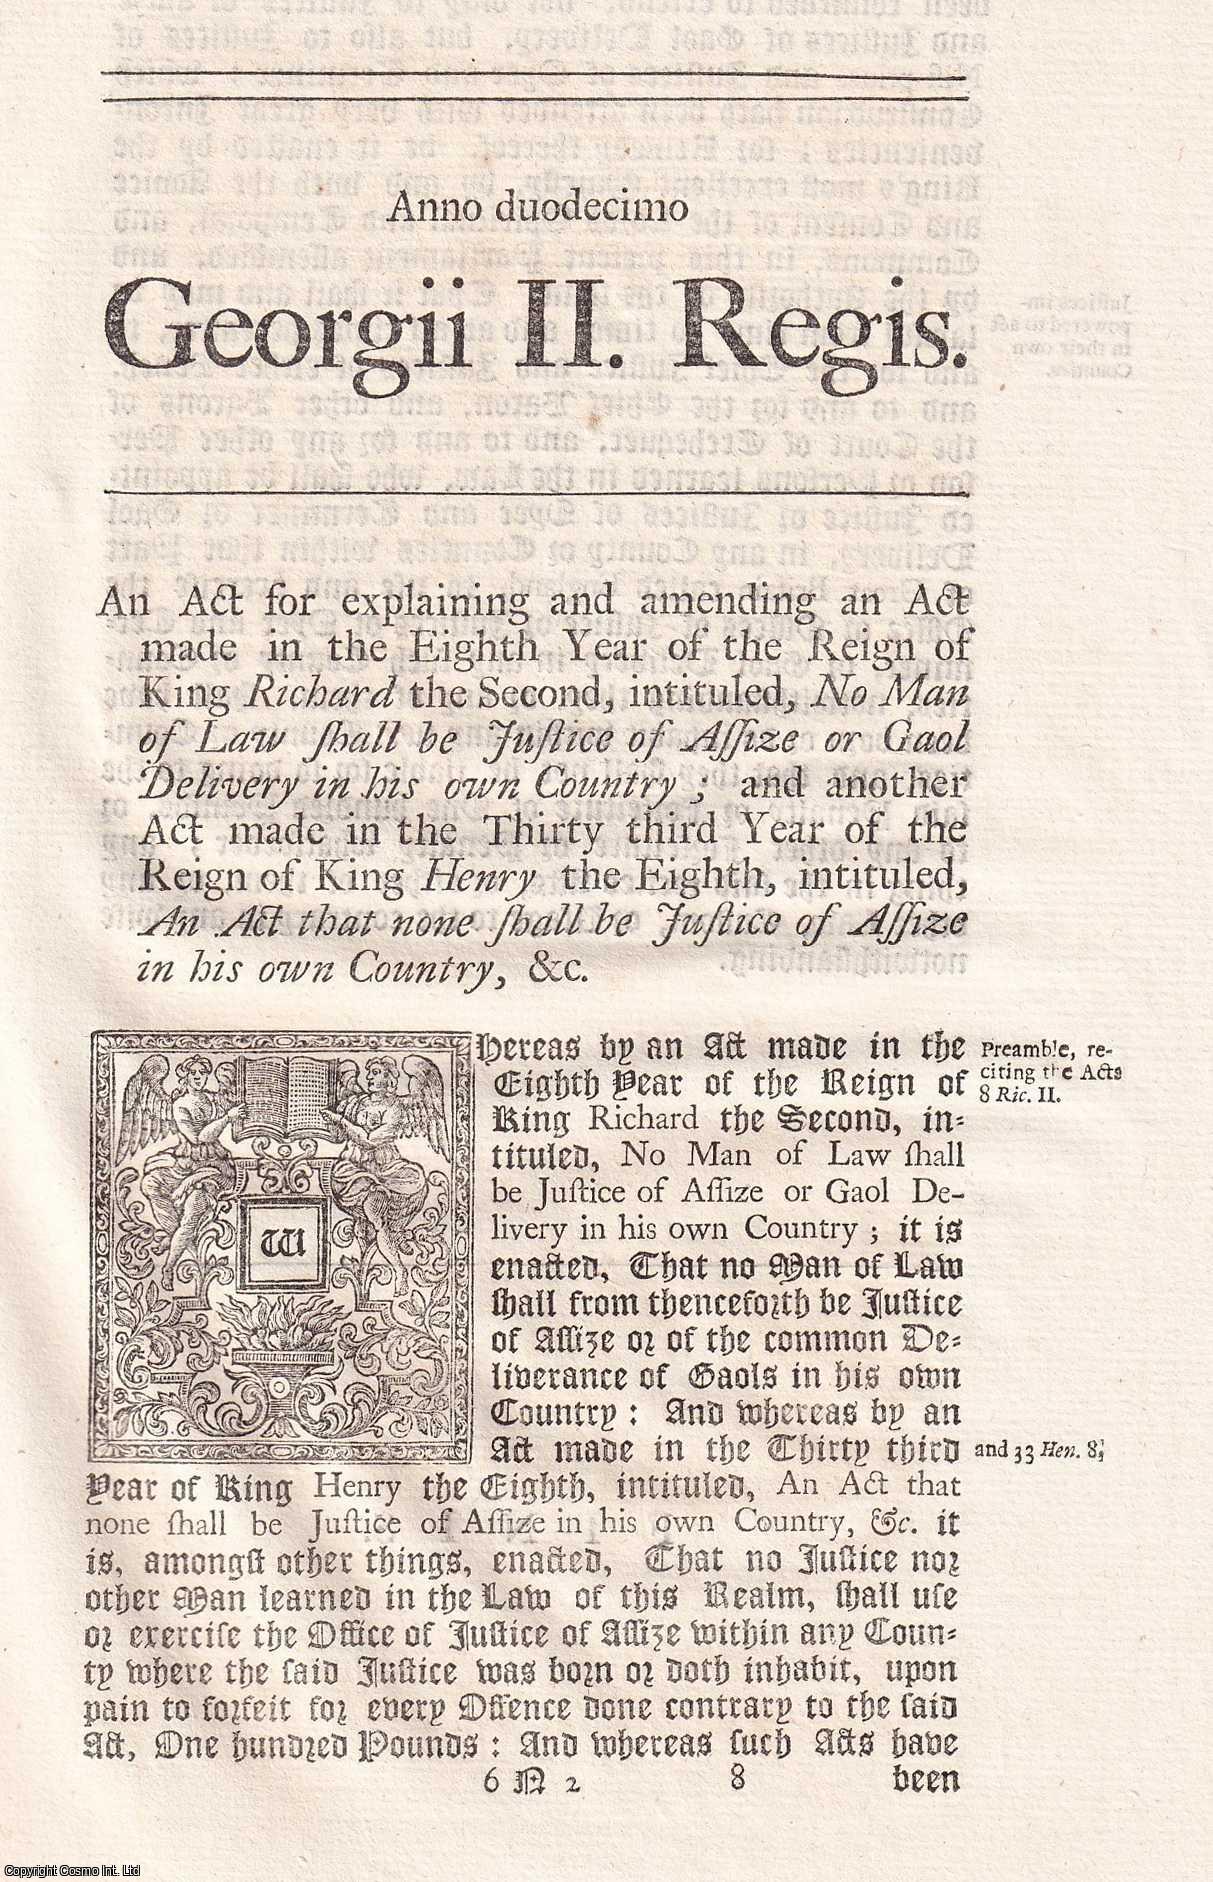 Anno duodecimo
Georgii II. Regis.
An Act for explaining and amending an Act
made in the Eighth Year of the Reign of
King Richard the Second, intituled, No Man
of Law ſhall be Juſtice of Aſſize or Gaol
Delivery in his own Country ; and another
Act made in the Thirty third Year of the
Reign of King Henry the Eighth, intituled,
An Act that none ſhall be Juſtice of Aſſize
in his own Country, &c.
Whereas by an Act made in the
Eighth Year of the Reign of
King Richard the Second, in-
tituled, No Man of Law ſhall
be Juſtice of Aſſize or Gaol De-
livery in his own Country ; it is
enacted, That no Man of Law
ſhall from thenceforth be Juſtice
of Aſſize or of the common De-
liverance of Gaols in his own
Country : And whereas by an
Act made in the Thirty third
Year of King Henry the Eighth, intituled, An Act that
none ſhall be Juſtice of Aſſize in his own Country, &c. it
is, amongſt other things, enacted, That no Juſtice nor
other Man learned in the Law of this Realm, ſhall uſe
or exerciſe the Office of Juſtice of Aſſize within any Coun-
ty where the ſaid Juſtice was born or doth inhabit, upon
pain to forfeit for every Offence done contrary to the ſaid
Act, One hundred Pounds : And whereas ſuch Acts have
6 N 2 8 been
Preamble, re-
citing the Acts
8 Ric. II.
and 33 Hen. 8;
Copyright Cosmo Int. Ltd